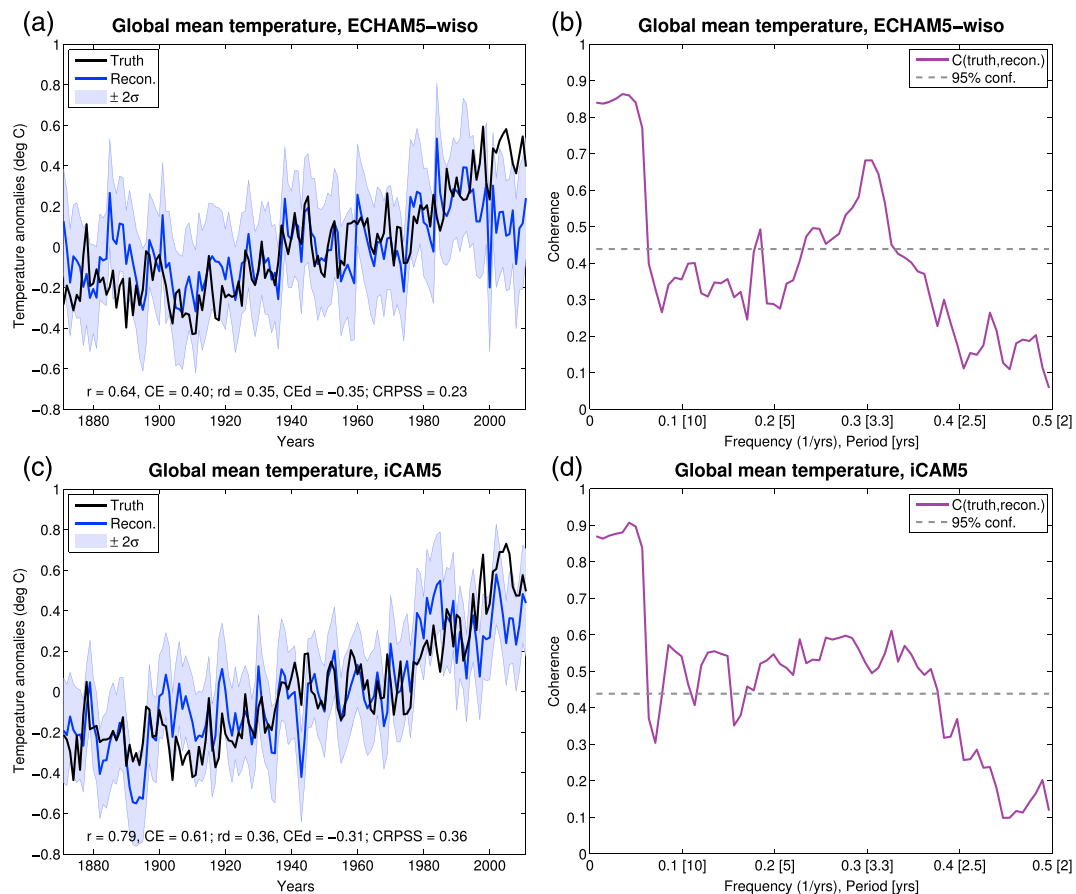 (a)
Global mean temperature, ECHAM5−wiso
Truth
Recon.
± 2σ
Temperature anomalies (deg C)
1
0.8
0.6
0.4
0.2
0
−0.2
−0.4
−0.6
−0.8
r = 0.64, CE = 0.40; rd = 0.35, CEd = −0.35; CRPSS = 0.23
1880
1900
1920
1940
1960
1980
2000
Years
(b)
Global mean temperature, ECHAM5−wiso
C(truth,recon.)
95% conf.
Coherence
1
0.9
0.8
0.7
0.6
0.5
0.4
0.3
0.2
0.1
0
0
0.1 [10]
0.2 [5]
0.3 [3.3]
0.4 [2.5]
0.5 [2]
Frequency (1/yrs), Period [yrs]
(c)
Global mean temperature, iCAM5
Truth
Recon.
± 2σ
Temperature anomalies (deg C)
1
0.8
0.6
0.4
0.2
0
−0.2
−0.4
−0.6
−0.8
r = 0.79, CE = 0.61; rd = 0.36, CEd = −0.31; CRPSS = 0.36
1880
1900
1920
1940
1960
1980
2000
Years
(d)
Global mean temperature, iCAM5
C(truth,recon.)
95% conf.
Coherence
1
0.9
0.8
0.7
0.6
0.5
0.4
0.3
0.2
0.1
0
0
0.1 [10]
0.2 [5]
0.3 [3.3]
0.4 [2.5]
0.5 [2]
Frequency (1/yrs), Period [yrs]